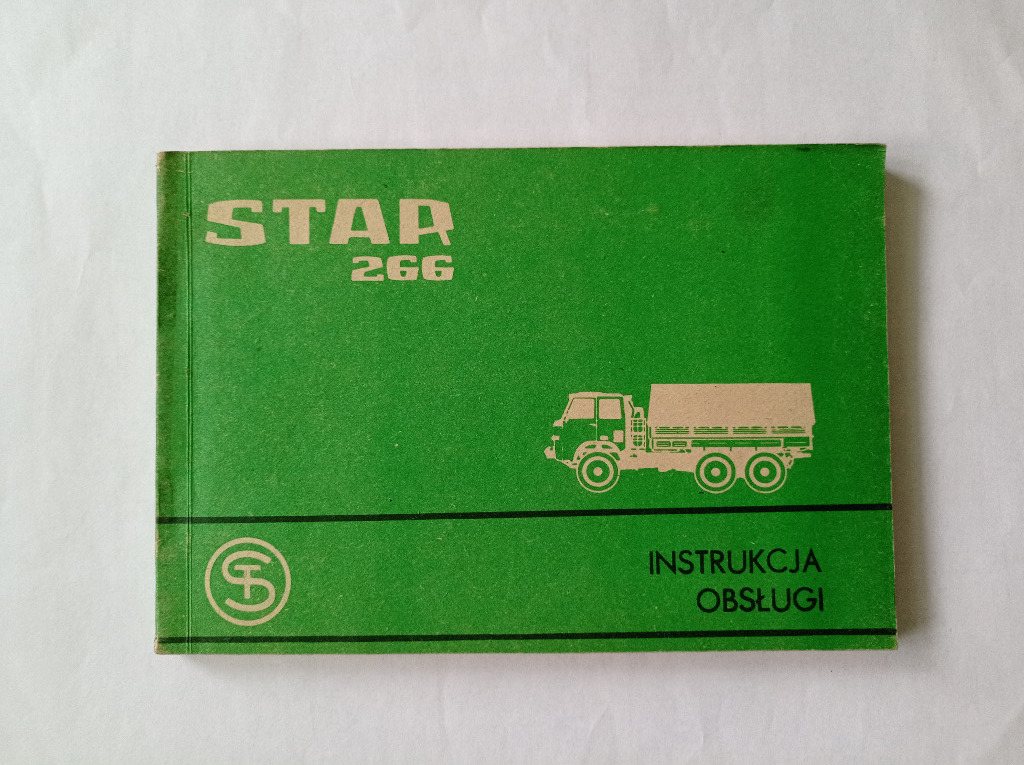 STAR
266
INSTRUKCJA
OBSŁUGI